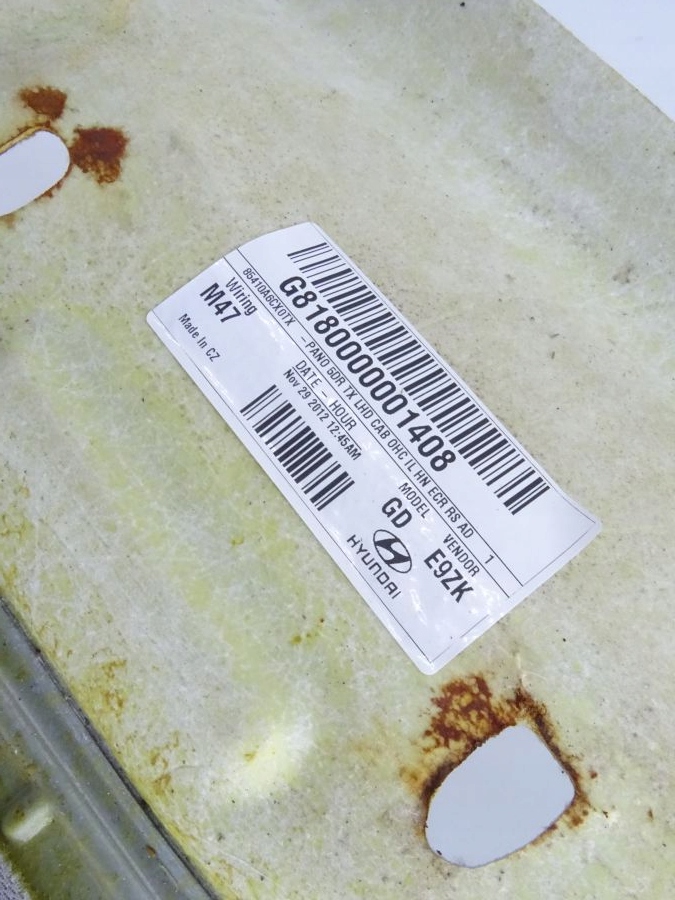 G8180000001408
85410A6CX0TX -PANO 5DR TX LHD CAB OHC IL HN ECR RS AD 1
Wiring
M47
Made In CZ
DATE - HOUR
Nov 29 2012 12:45AM
MODEL
GD
VENDOR
E9ZK
HYUNDAI